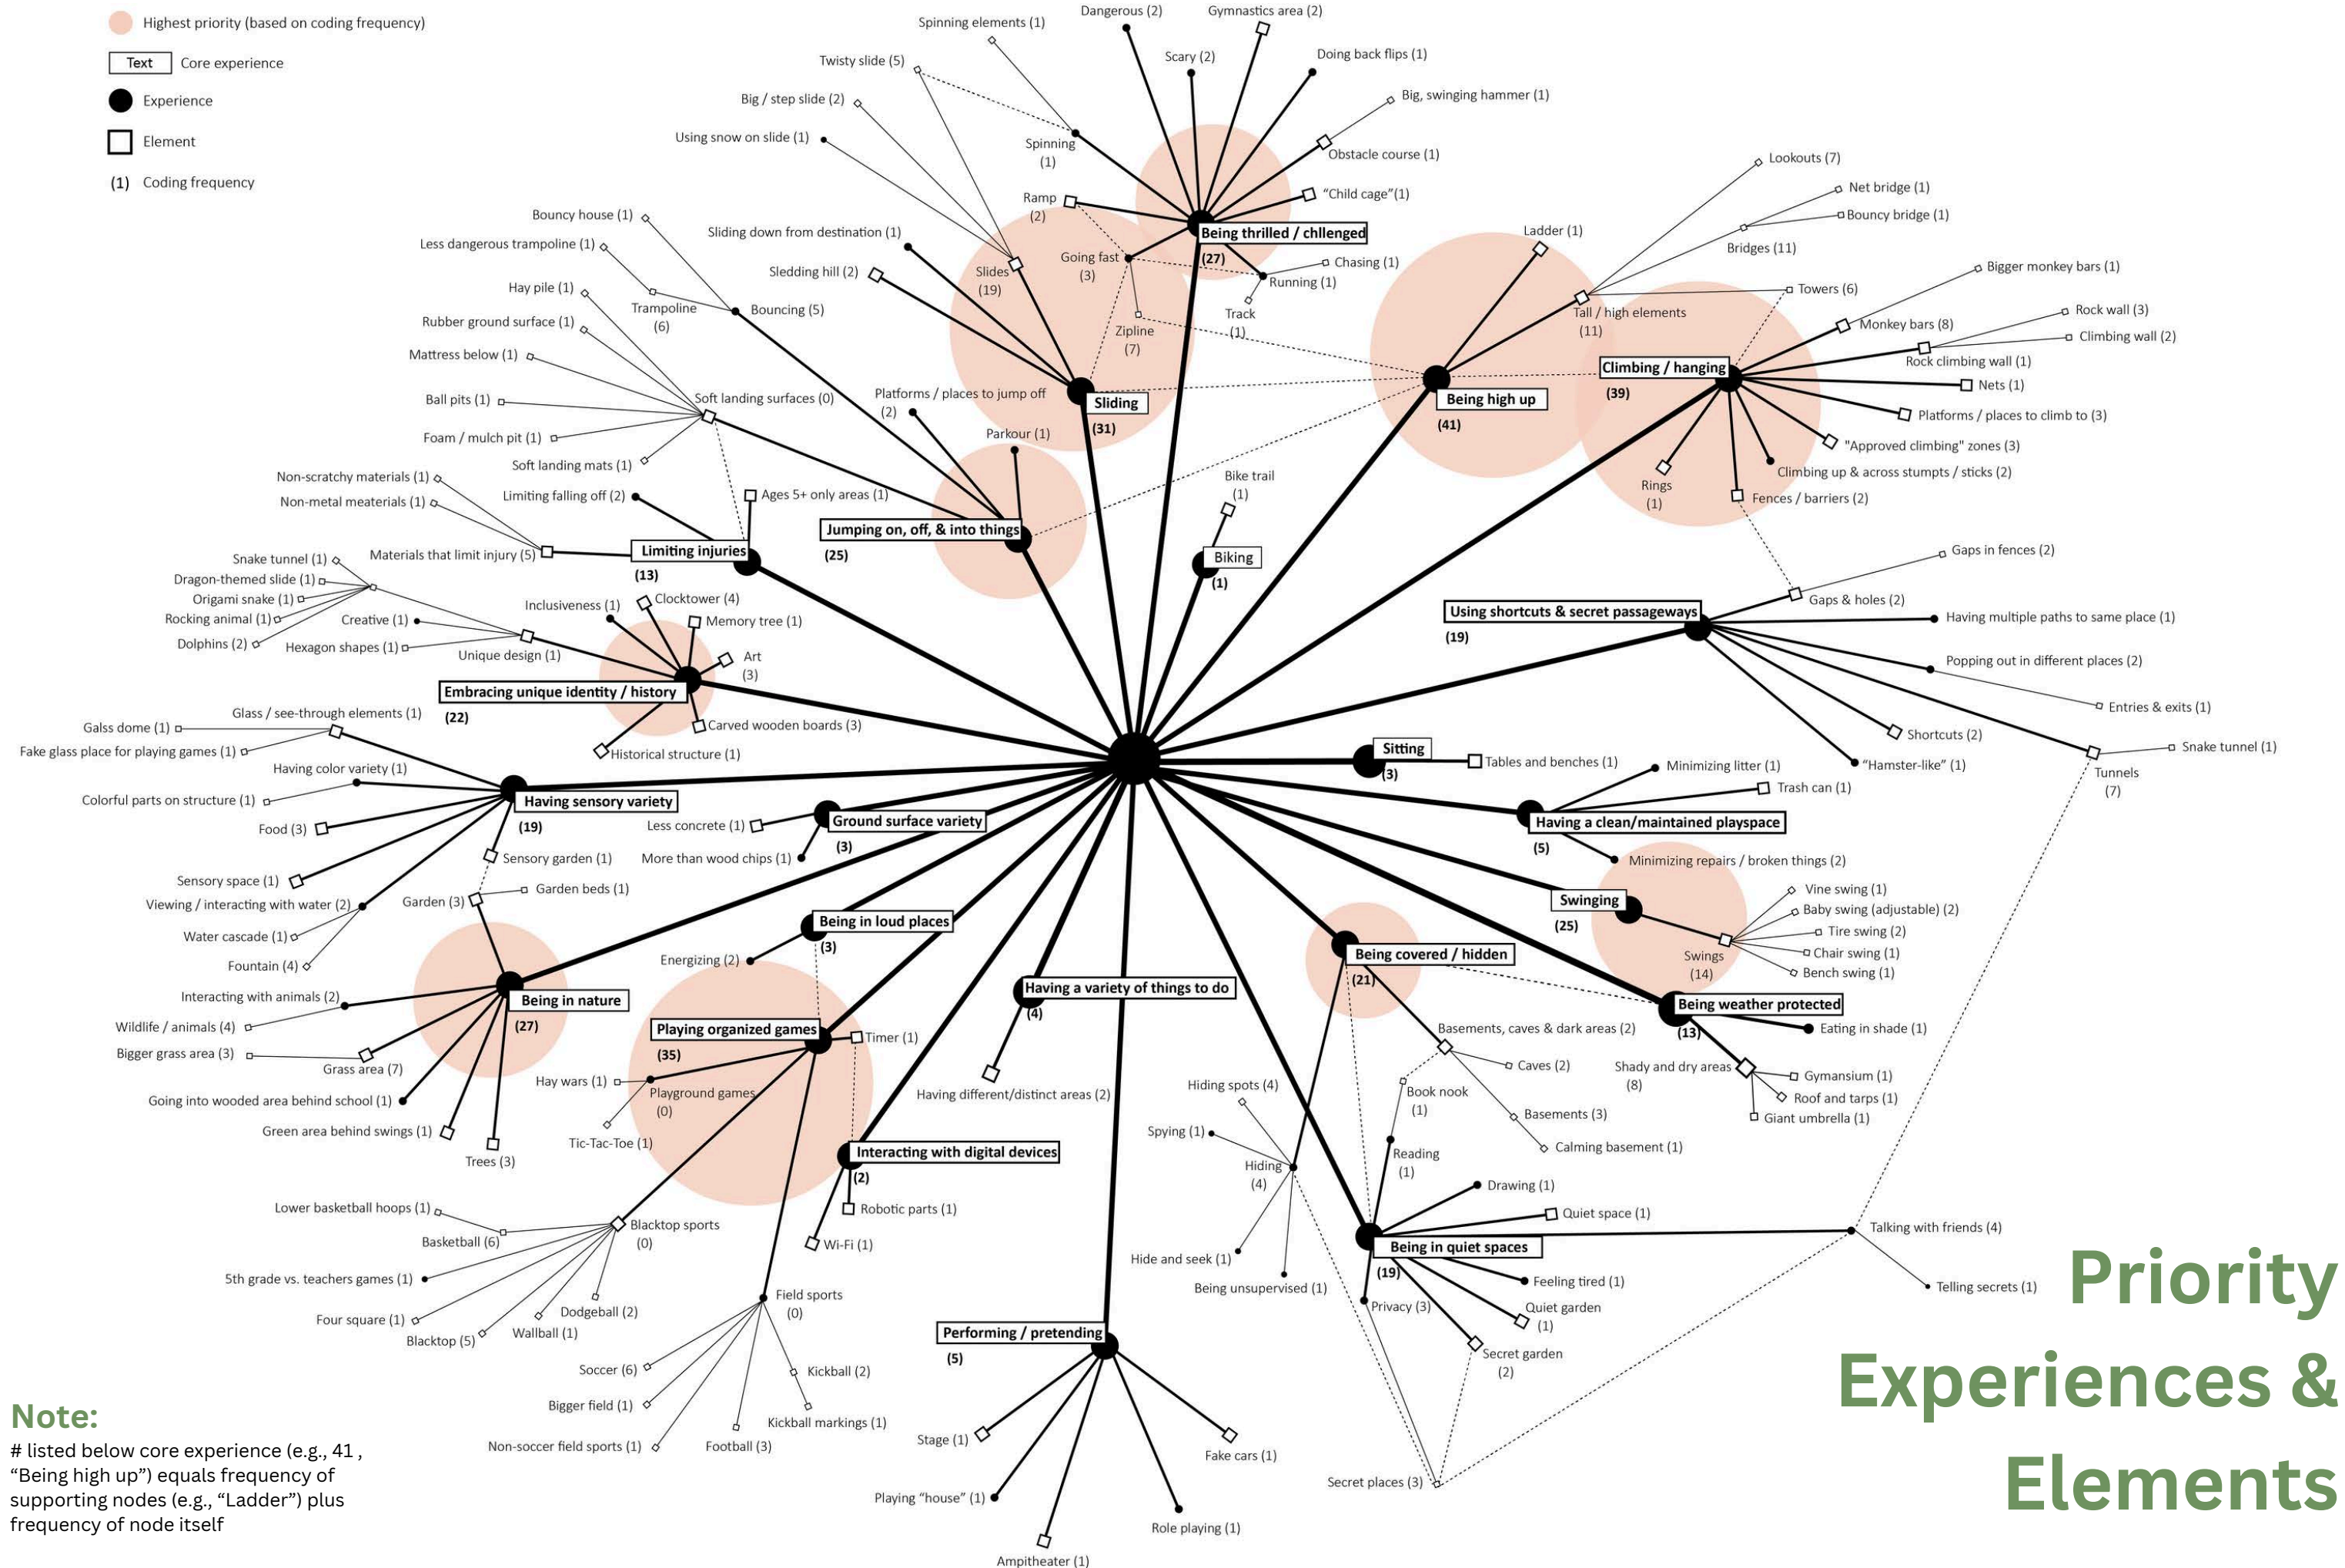 Highest priority (based on coding frequency)
Text
Core experience
Experience
Element
(1)
Coding frequency
Spinning elements (1)
Dangerous (2)
Gymnastics area (2)
Twisty slide (5)
Scary (2)
Doing back flips (1)
Big / step slide (2)
Big, swinging hammer (1)
Using snow on slide (1)
Spinning
(1)
Obstacle course (1)
Ramp
(2)
"Child cage"(1)
Being thrilled / chllenged
(27)
Going fast
(3)
Chasing (1)
Running (1)
Track
(1)
Zipline
(7)
Sliding down from destination (1)
Sledding hill (2)
Slides
(19)
Sliding
(31)
Bouncy house (1)
Less dangerous trampoline (1)
Trampoline
(6)
Bouncing (5)
Hay pile (1)
Rubber ground surface (1)
Mattress below (1)
Ball pits (1)
Foam / mulch pit (1)
Soft landing mats (1)
Soft landing surfaces (0)
Platforms / places to jump off
(2)
Parkour (1)
Jumping on, off, & into things
(25)
Ladder (1)
Lookouts (7)
Net bridge (1)
Bouncy bridge (1)
Bridges (11)
Towers (6)
Tall / high elements
(11)
Being high up
(41)
Bigger monkey bars (1)
Monkey bars (8)
Rock wall (3)
Climbing wall (2)
Rock climbing wall (1)
Nets (1)
Platforms / places to climb to (3)
"Approved climbing" zones (3)
Climbing up & across stumpts / sticks (2)
Fences / barriers (2)
Rings
(1)
Climbing / hanging
(39)
Bike trail
(1)
Biking
(1)
Non-scratchy materials (1)
Non-metal meaterials (1)
Limiting falling off (2)
Ages 5+ only areas (1)
Materials that limit injury (5)
Limiting injuries
(13)
Snake tunnel (1)
Dragon-themed slide (1)
Origami snake (1)
Rocking animal (1)
Dolphins (2)
Creative (1)
Hexagon shapes (1)
Unique design (1)
Inclusiveness (1)
Clocktower (4)
Memory tree (1)
Art
(3)
Carved wooden boards (3)
Historical structure (1)
Embracing unique identity / history
(22)
Gaps in fences (2)
Gaps & holes (2)
Having multiple paths to same place (1)
Popping out in different places (2)
Entries & exits (1)
Shortcuts (2)
Snake tunnel (1)
Tunnels
(7)
"Hamster-like" (1)
Using shortcuts & secret passageways
(19)
Glass / see-through elements (1)
Galss dome (1)
Fake glass place for playing games (1)
Having color variety (1)
Colorful parts on structure (1)
Food (3)
Sensory space (1)
Viewing / interacting with water (2)
Water cascade (1)
Fountain (4)
Sensory garden (1)
Having sensory variety
(19)
Less concrete (1)
More than wood chips (1)
Ground surface variety
(3)
Sitting
(3)
Tables and benches (1)
Minimizing litter (1)
Trash can (1)
Having a clean/maintained playspace
(5)
Minimizing repairs / broken things (2)
Garden (3)
Garden beds (1)
Interacting with animals (2)
Wildlife / animals (4)
Bigger grass area (3)
Grass area (7)
Going into wooded area behind school (1)
Green area behind swings (1)
Trees (3)
Being in nature
(27)
Being in loud places
(3)
Energizing (2)
Swinging
(25)
Swings
(14)
Vine swing (1)
Baby swing (adjustable) (2)
Tire swing (2)
Chair swing (1)
Bench swing (1)
Being covered / hidden
(21)
Being weather protected
(13)
Eating in shade (1)
Shady and dry areas
(8)
Gymansium (1)
Roof and tarps (1)
Giant umbrella (1)
Having a variety of things to do
(4)
Having different/distinct areas (2)
Playing organized games
(35)
Timer (1)
Hay wars (1)
Playground games
(0)
Tic-Tac-Toe (1)
Interacting with digital devices
(2)
Robotic parts (1)
Wi-Fi (1)
Basements, caves & dark areas (2)
Caves (2)
Basements (3)
Calming basement (1)
Book nook
(1)
Hiding spots (4)
Spying (1)
Hiding
(4)
Hide and seek (1)
Being unsupervised (1)
Reading
(1)
Drawing (1)
Quiet space (1)
Talking with friends (4)
Telling secrets (1)
Being in quiet spaces
(19)
Feeling tired (1)
Privacy (3)
Quiet garden
(1)
Secret garden
(2)
Secret places (3)
Lower basketball hoops (1)
Basketball (6)
Blacktop sports
(0)
5th grade vs. teachers games (1)
Four square (1)
Blacktop (5)
Wallball (1)
Dodgeball (2)
Field sports
(0)
Soccer (6)
Bigger field (1)
Non-soccer field sports (1)
Football (3)
Kickball (2)
Kickball markings (1)
Performing / pretending
(5)
Stage (1)
Playing "house" (1)
Ampitheater (1)
Role playing (1)
Fake cars (1)
Note:
# listed below core experience (e.g., 41 ,
"Being high up") equals frequency of
supporting nodes (e.g., "Ladder") plus
frequency of node itself
Priority
Experiences &
Elements